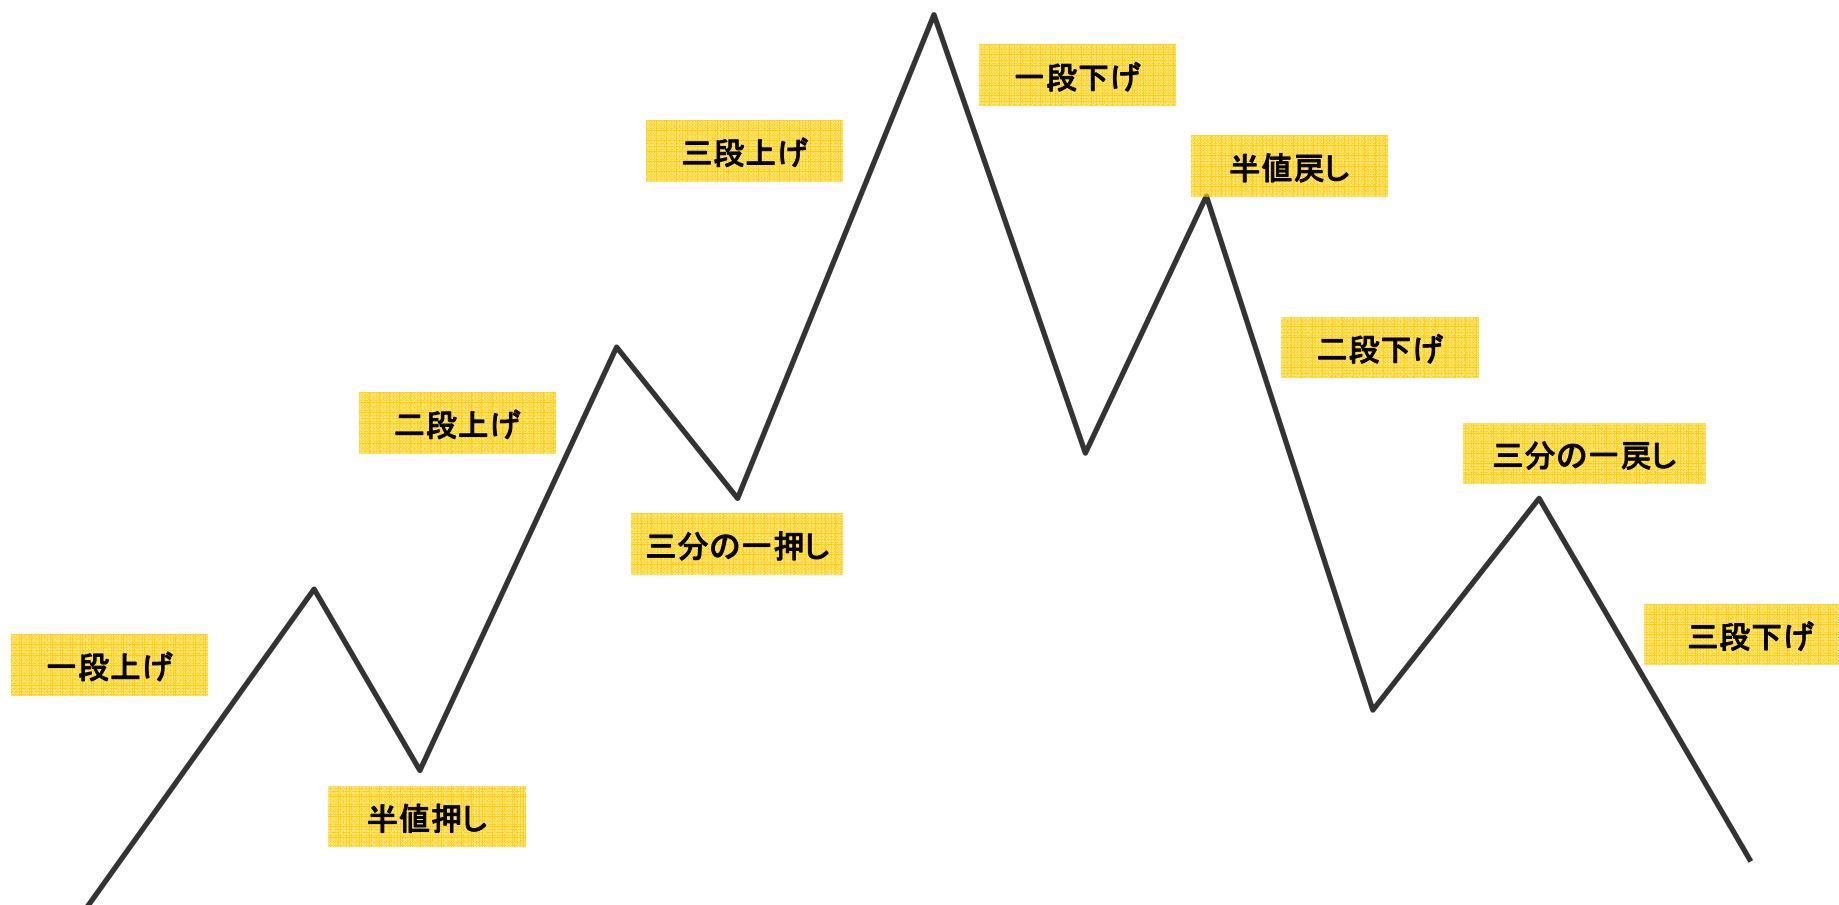 一段上げ
半値押し
二段上げ
三分の一押し
三段上げ
一段下げ
半値戻し
二段下げ
三分の一戻し
三段下げ